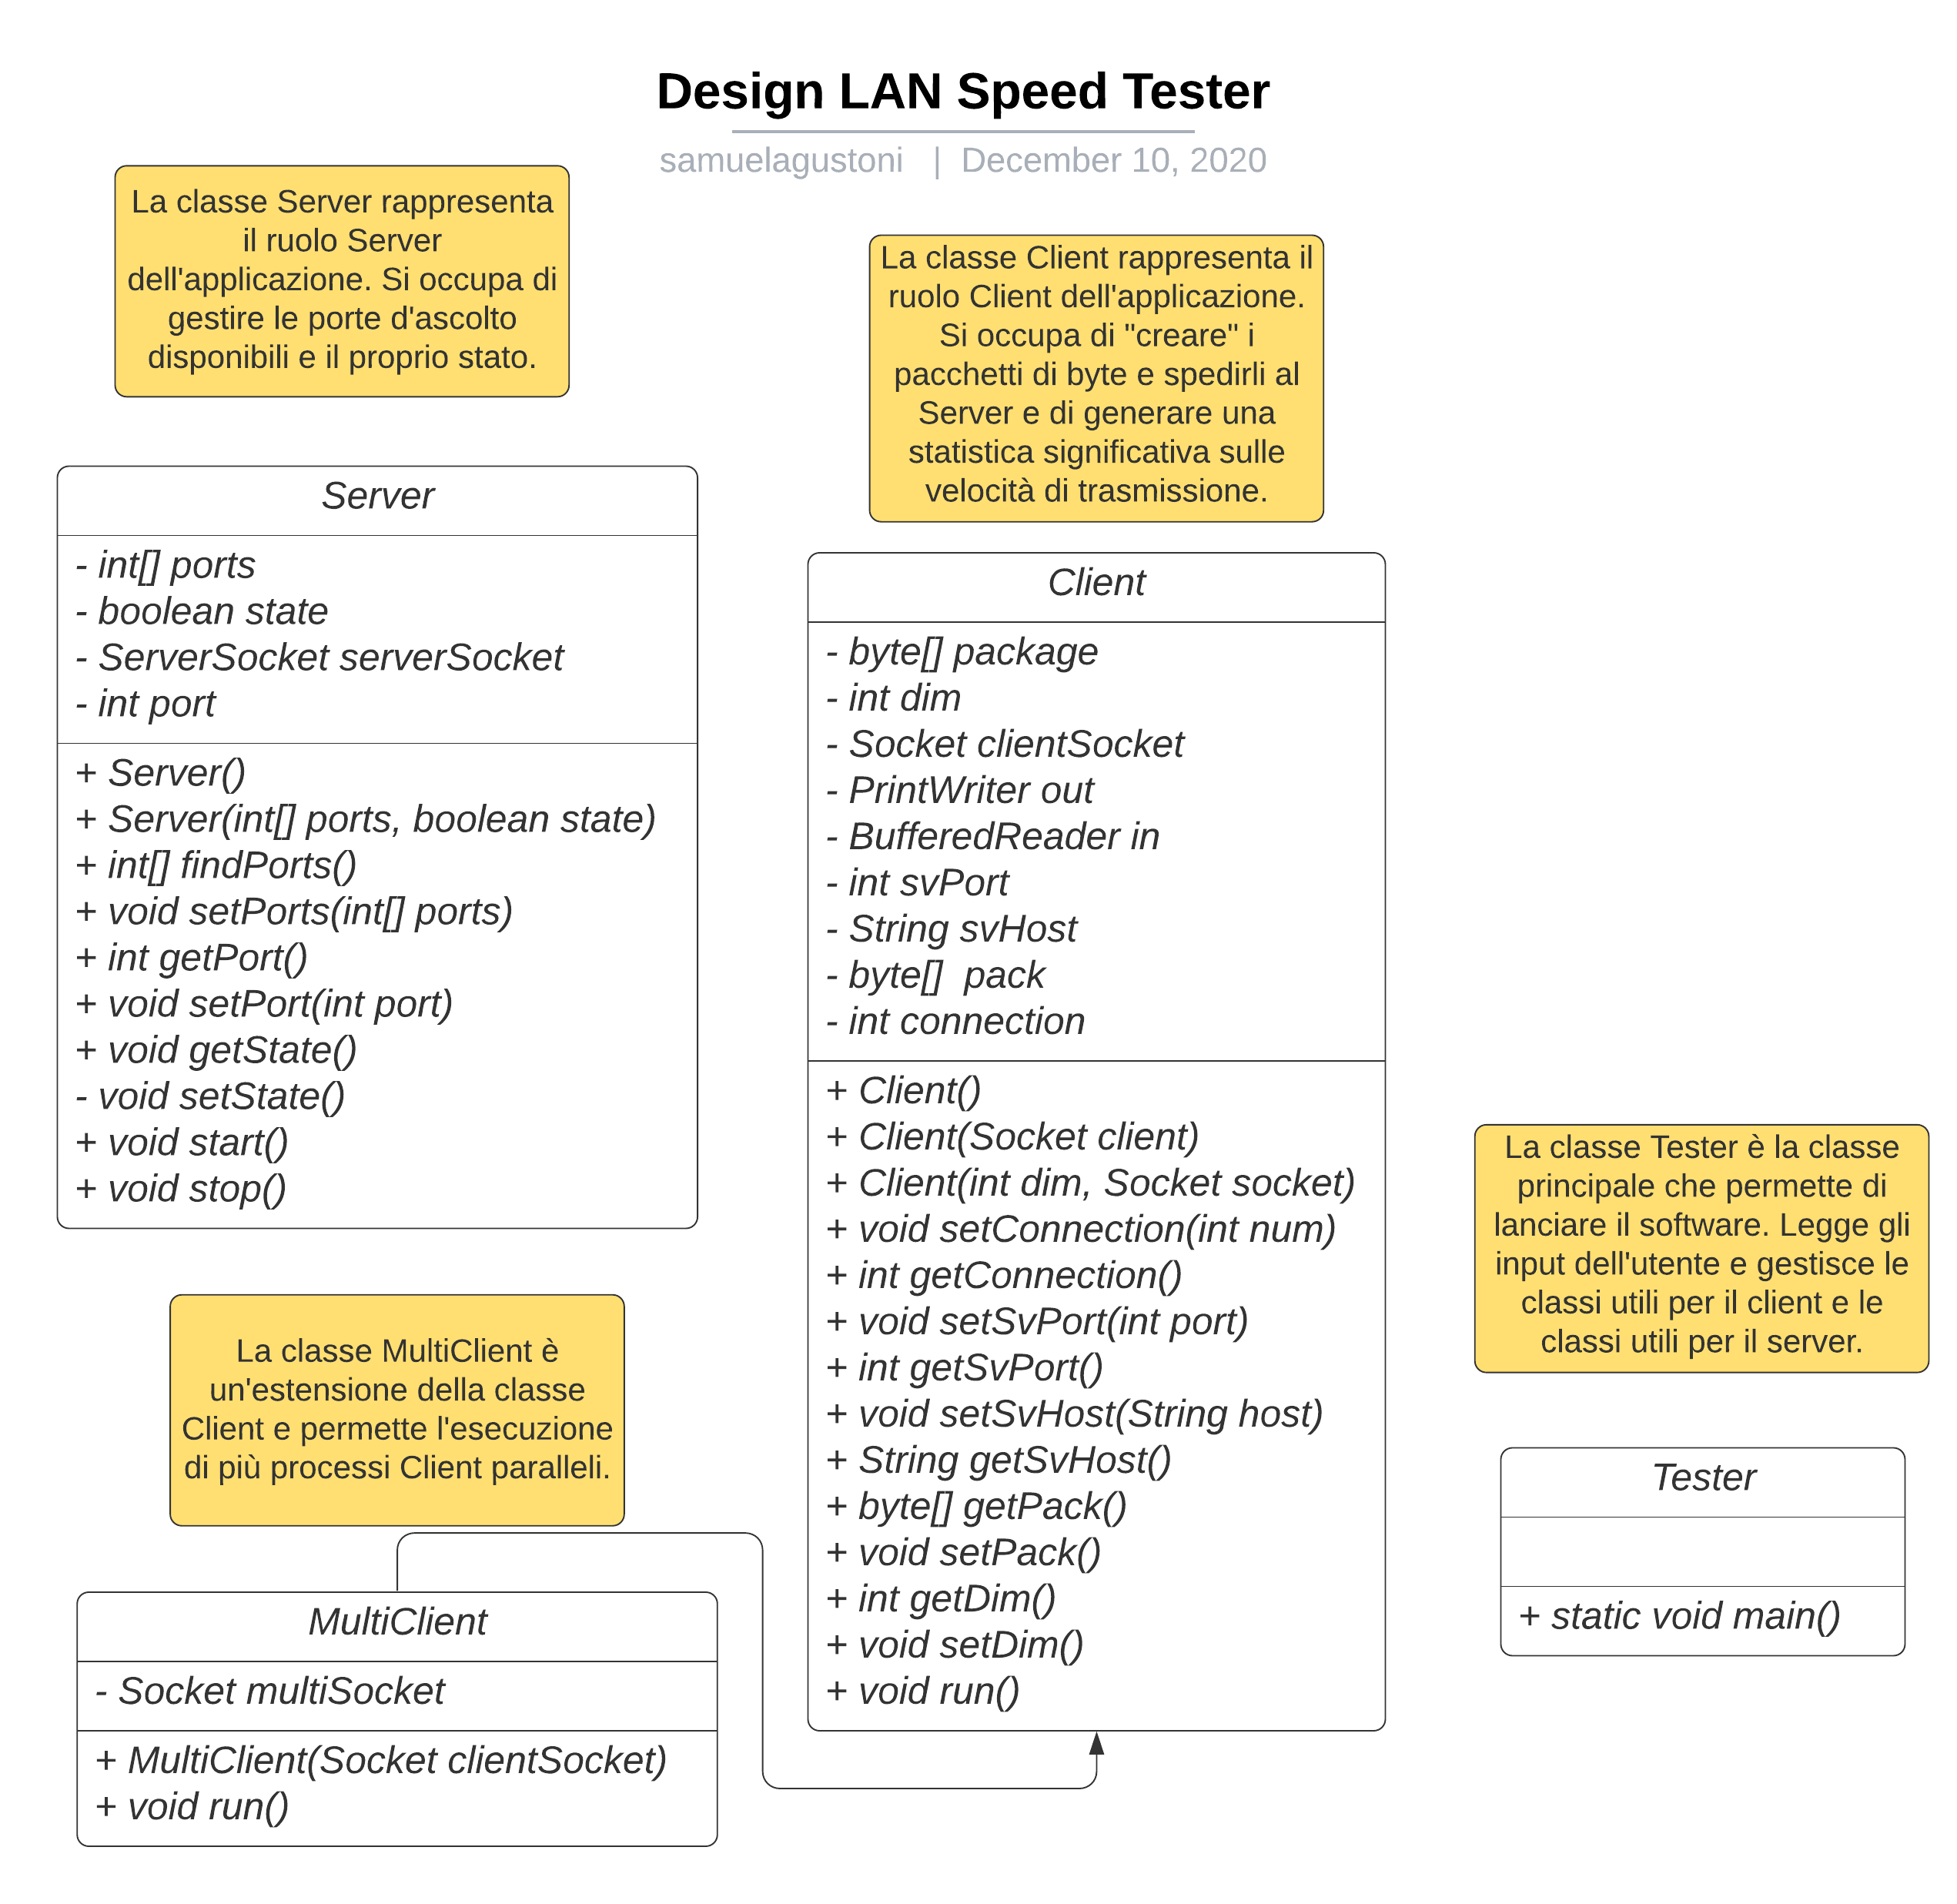 Design LAN Speed Tester
samuelagustoni | December 10, 2020
La classe Server rappresenta
il ruolo Server
dell'applicazione. Si occupa di
gestire le porte d'ascolto
disponibili e il proprio stato.
Server
- int[] ports
- boolean state
- ServerSocket serverSocket
- int port
+ Server()
+ Server(int[] ports, boolean state)
+ int[] findPorts()
+ void setPorts(int[] ports)
+ int getPort()
+ void setPort(int port)
+ void getState()
- void setState()
+ void start()
+ void stop()
La classe Client rappresenta il
ruolo Client dell'applicazione.
Si occupa di "creare" i
pacchetti di byte e spedirli al
Server e di generare una
statistica significativa sulle
velocità di trasmissione.
Client
- byte[] package
- int dim
- Socket clientSocket
- PrintWriter out
- BufferedReader in
- int svPort
- String svHost
- byte[] pack
- int connection
+ Client()
+ Client(Socket client)
+ Client(int dim, Socket socket)
+ void setConnection(int num)
+ int getConnection()
+ void setSvPort(int port)
+ int getSvPort()
+ void setSvHost(String host)
+ String getSvHost()
+ byte[] getPack()
+ void setPack()
+ int getDim()
+ void setDim()
+ void run()
La classe MultiClient è
un'estensione della classe
Client e permette l'esecuzione
di più processi Client paralleli.
MultiClient
- Socket multiSocket
+ MultiClient(Socket clientSocket)
+ void run()
La classe Tester è la classe
principale che permette di
lanciare il software. Legge gli
input dell'utente e gestisce le
classi utili per il client e le
classi utili per il server.
Tester
+ static void main()